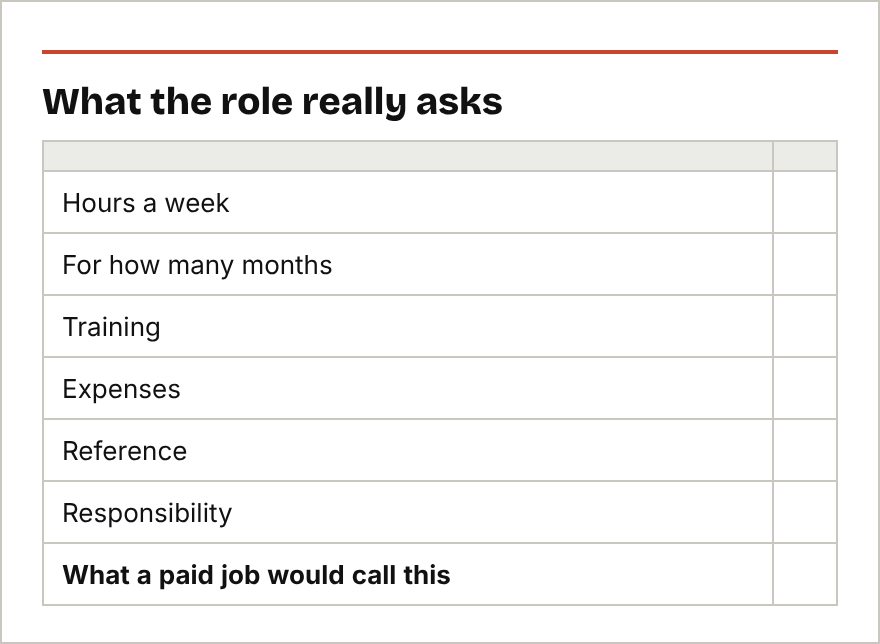 What the role really asks
Hours a week
For how many months
Training
Expenses
Reference
Responsibility
What a paid job would call this